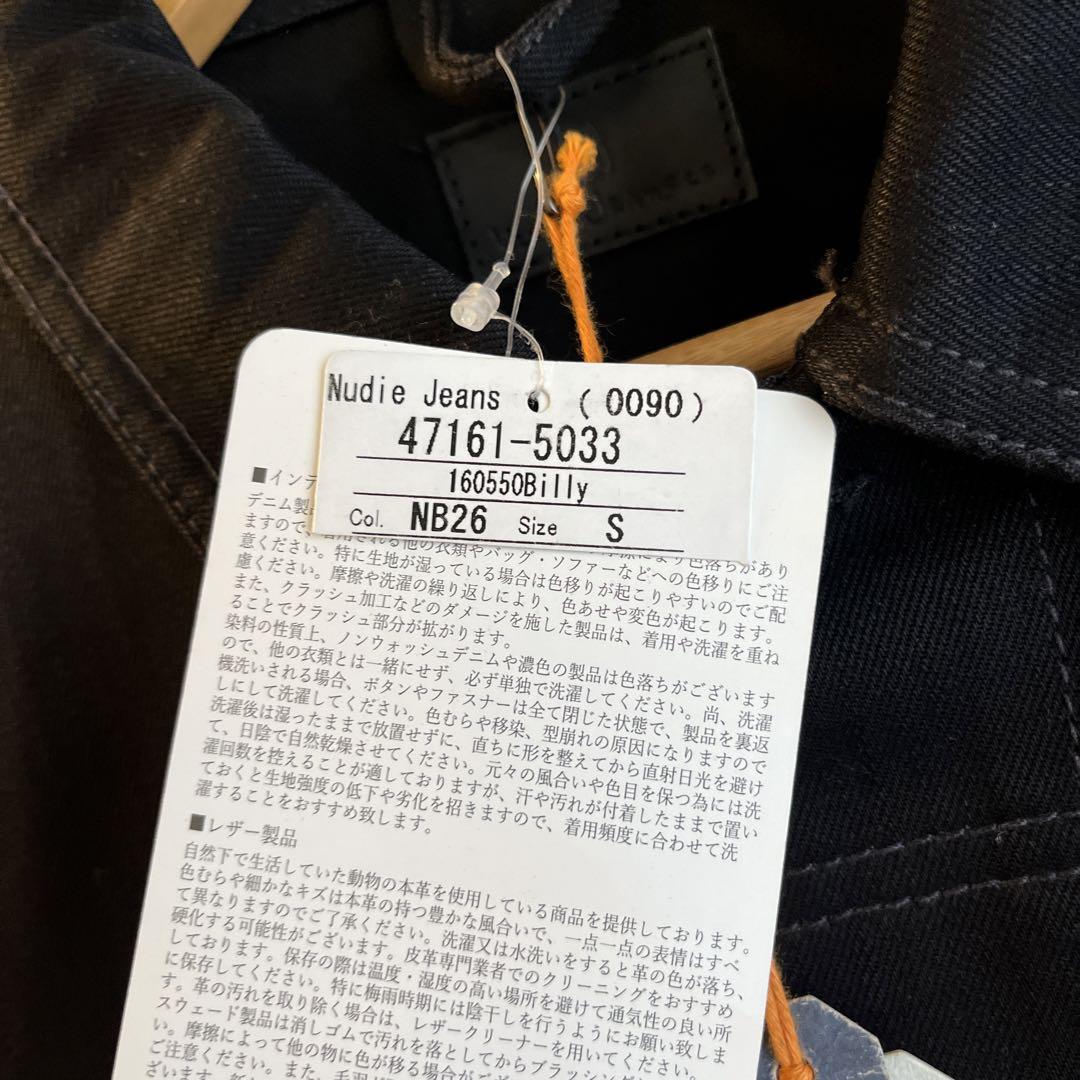 Nudie Jeans (0090)
47161-5033
160550Billy
Col. NB26 Size S
■インテ
デニム製
ますので、 他の衣類やバッグ・ソファーなどへの色移りにご注
意ください。特に生地が湿っている場合は色移りが起こりやすいのでご配
慮ください。摩擦や洗濯の繰り返しにより、色あせや変色が起こります。
また、クラッシュ加工などのダメージを施した製品は、着用や洗濯を重ね
ることでクラッシュ部分が拡がります。
染料の性質上、ノンウォッシュデニムや濃色の製品は色落ちがございます
ので、他の衣類とは一緒にせず、必ず単独で洗濯してください。尚、洗濯
機洗いされる場合、ボタンやファスナーは全て閉じた状態で、製品を裏返
しにして洗濯してください。色むらや移染、型崩れの原因になりますので
洗濯後は湿ったままで放置せずに、直ちに形を整えてから直射日光を避け
て、日陰で自然乾燥させてください。元々の風合いや色目を保つ為には洗
濯回数を控えることが適しておりますが、汗や汚れが付着したままで置い
ておくと生地強度の低下や劣化を招きますので、着用頻度に合わせて洗
濯することをおすすめ致します。
■レザー製品
自然下で生活していた動物の本革を使用している商品を提供しております。
色むらや細かなキズは本革の持つ豊かな風合いで、一点一点の表情はすべ
て異なりますのでご了承ください。洗濯又は水洗いをすると革の色が落ち、
硬化する可能性がございます。皮革専門業者でのクリーニングをおすすめ
しております。保存の際は温度・湿度の高い場所を避けて通気性の良い所
に保存してください。特に梅雨時期には陰干しを行うようにお願い致しま
す。革の汚れを取り除く場合は、レザークリーナーを用いてください。
スウェード製品は消しゴムで汚れを落としてからブラッシング
い。摩擦によって他の物に色が移る場合がござ
ご注意ください。また、毛羽
ざいます。